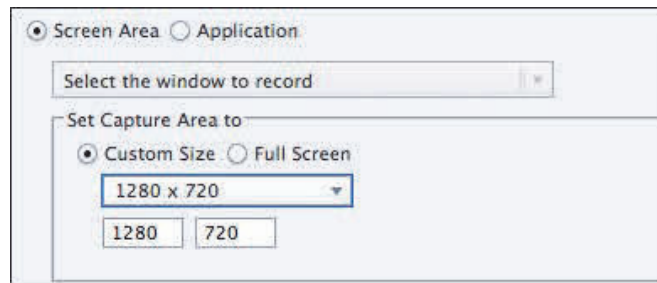 Screen Area Application
Select the window to record
Set Capture Area to
Custom Size Full Screen
1280 x 720
1280 720